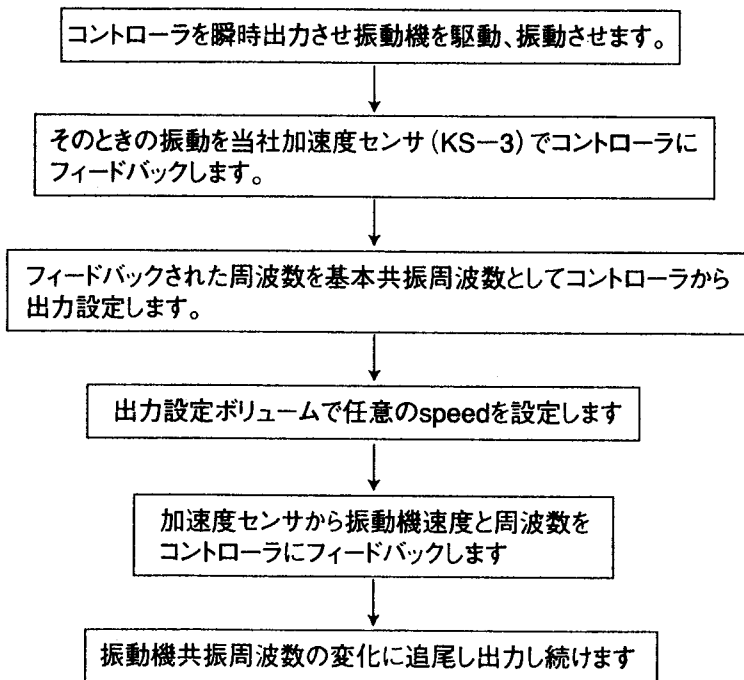 コントローラを瞬時出力させ振動機を駆動、振動させます。
そのときの振動を当社加速度センサ(KS-3)でコントローラに
フィードバックします。
フィードバックされた周波数を基本共振周波数としてコントローラから
出力設定します。
出力設定ボリュームで任意のspeedを設定します
加速度センサから振動機速度と周波数を
コントローラにフィードバックします
振動機共振周波数の変化に追尾し出力し続けます